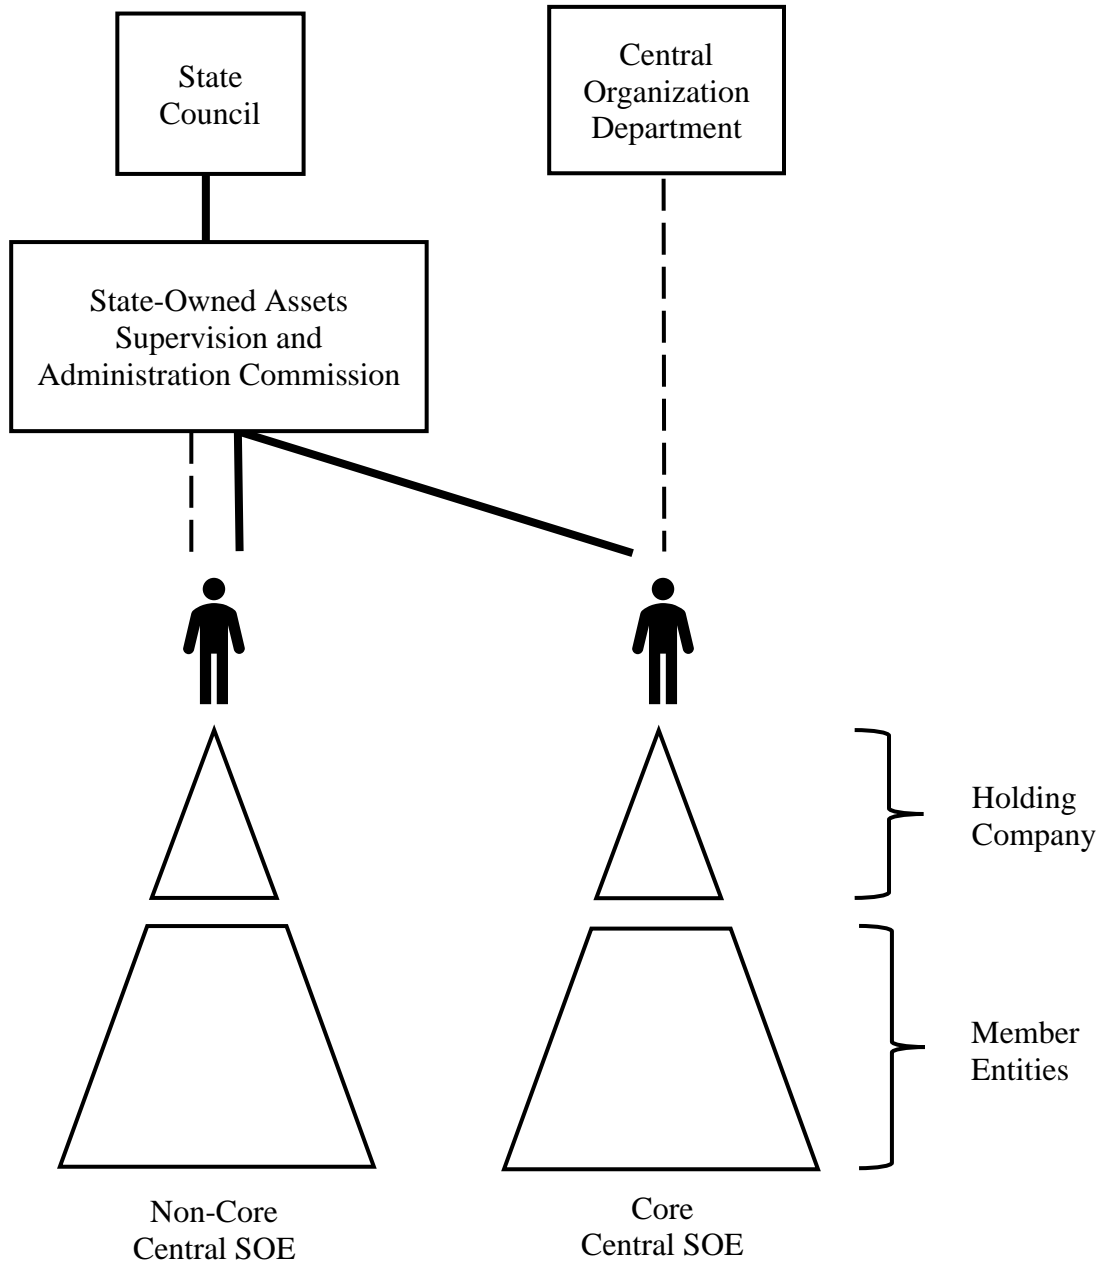 State
Council
Central
Organization
Department
State-Owned Assets
Supervision and
Administration Commission
Holding
Company
Member
Entities
Non-Core
Central SOE
Core
Central SOE